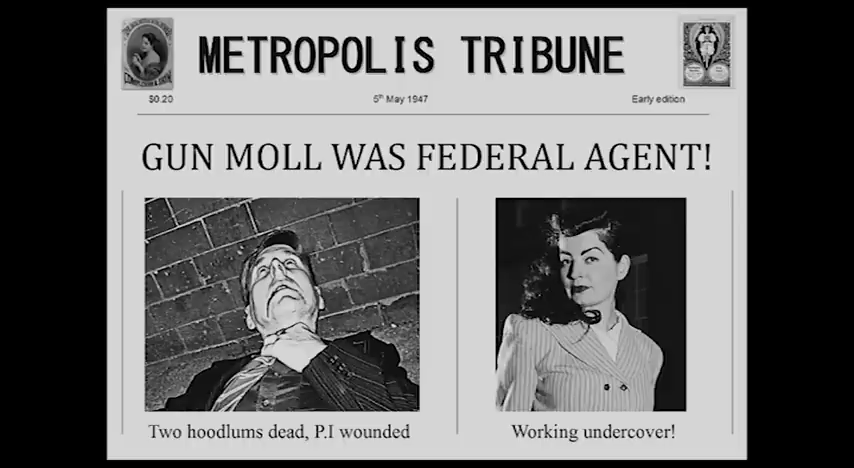 METROPOLIS TRIBUNE
$0.20
5th May 1947
Early edition
GUN MOLL WAS FEDERAL AGENT!
Two hoodlums dead, P.I wounded
Working undercover!